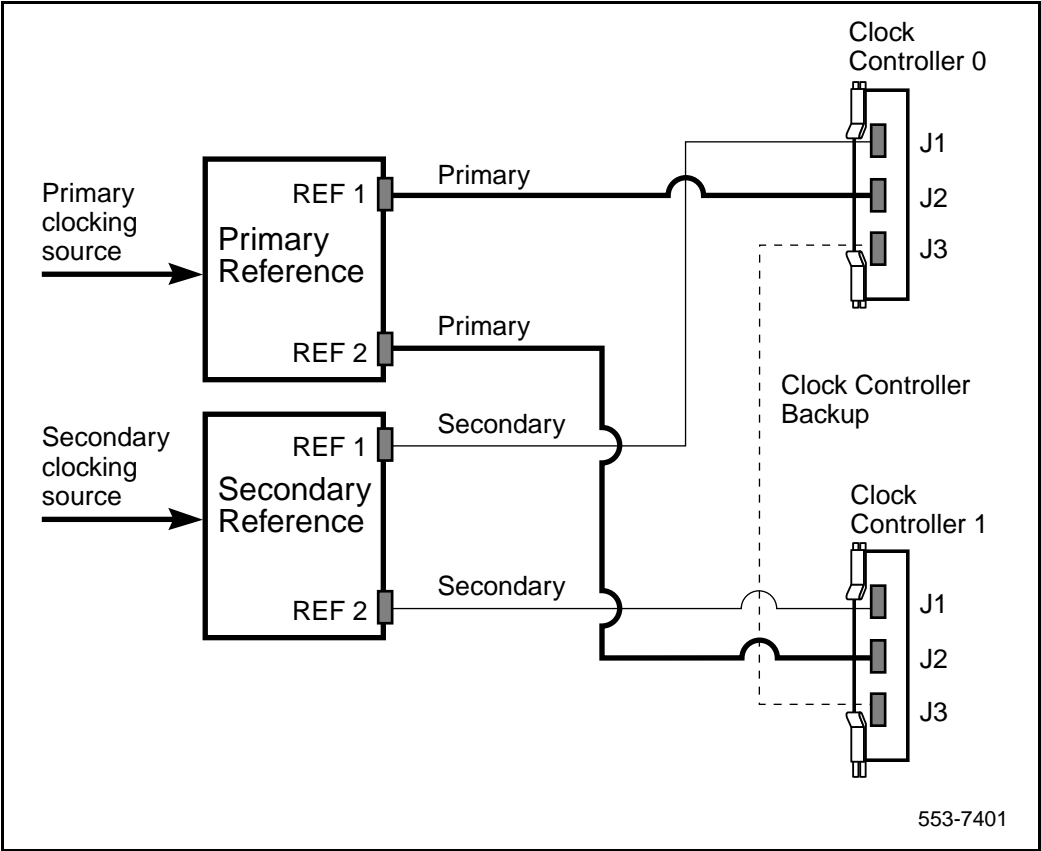 Clock
Controller 0
J1
J2
J3
Primary
clocking
source
REF 1
Primary
Reference
REF 2
Primary
Primary
Secondary
clocking
source
REF 1
Secondary
Reference
REF 2
Secondary
Secondary
Clock Controller
Backup
Clock
Controller 1
J1
J2
J3
553-7401